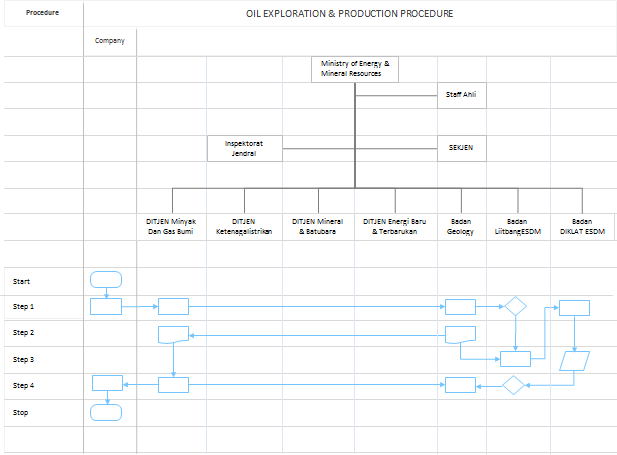 Procedure
OIL EXPLORATION & PRODUCTION PROCEDURE
Company
Ministry of Energy &
Mineral Resources
Staff Ahli
Inspektorat
Jendral
SEKJEN
DITJEN Minyak
Dan Gas Bumi
DITJEN
Ketenagalistrikan
DITJEN Mineral
& Batubara
DITJEN Energi Baru
& Terbarukan
Badan
Geology
Badan
LiitbangESDM
Badan
DIKLAT ESDM
Start
Step 1
Step 2
Step 3
Step 4
Stop